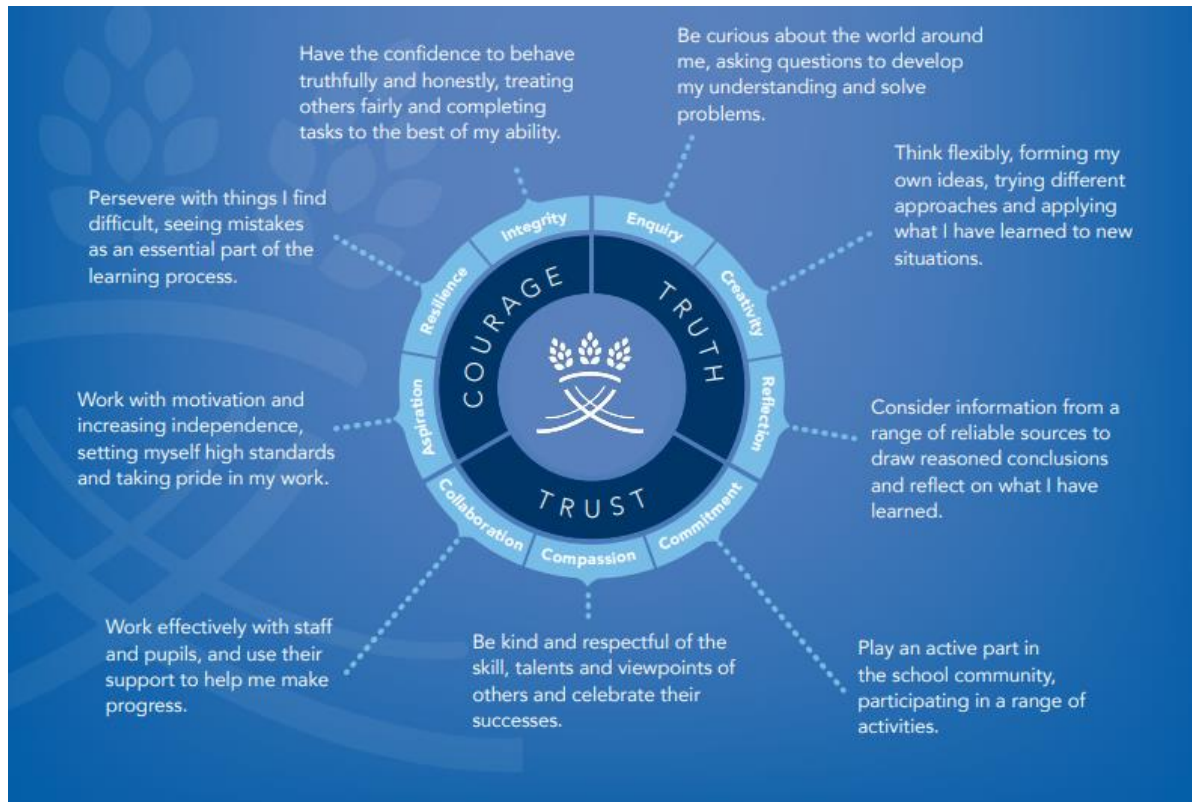 Have the confidence to behave
truthfully and honestly, treating
others fairly and completing
tasks to the best of my ability.
Be curious about the world around
me, asking questions to develop
my understanding and solve
problems.
Think flexibly, forming my
own ideas, trying different
approaches and applying
what I have learned to new
situations.
Persevere with things I find
difficult, seeing mistakes
as an essential part of the
learning process.
Integrity
Enquiry
Resilience
Creativity
COURAGE
TRUTH
Aspiration
Reflection
Work with motivation and
increasing independence,
setting myself high standards
and taking pride in my work.
Consider information from a
range of reliable sources to
draw reasoned conclusions
and reflect on what I have
learned.
TRUST
Collaboration
Compassion
Commitment
Work effectively with staff
and pupils, and use their
support to help me make
progress.
Be kind and respectful of the
skill, talents and viewpoints of
others and celebrate their
successes.
Play an active part in
the school community,
participating in a range of
activities.